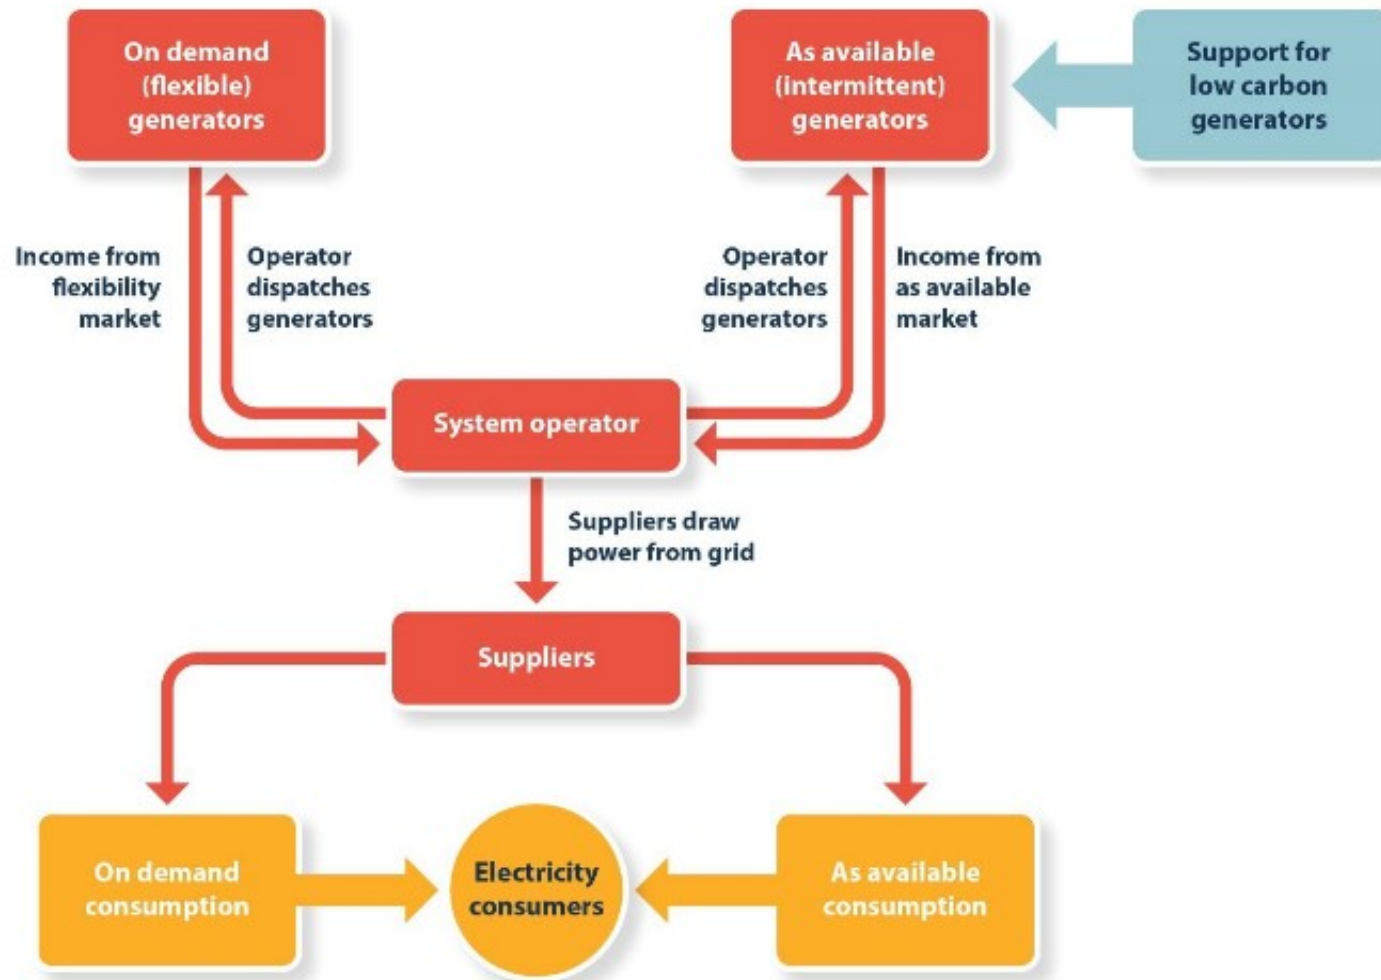 On demand
(flexible)
generators
As available
(intermittent)
generators
Support for
low carbon
generators
Income from
flexibility
market
Operator
dispatches
generators
Operator
dispatches
generators
Income from
as available
market
System operator
Suppliers draw
power from grid
Suppliers
On demand
consumption
Electricity
consumers
As available
consumption